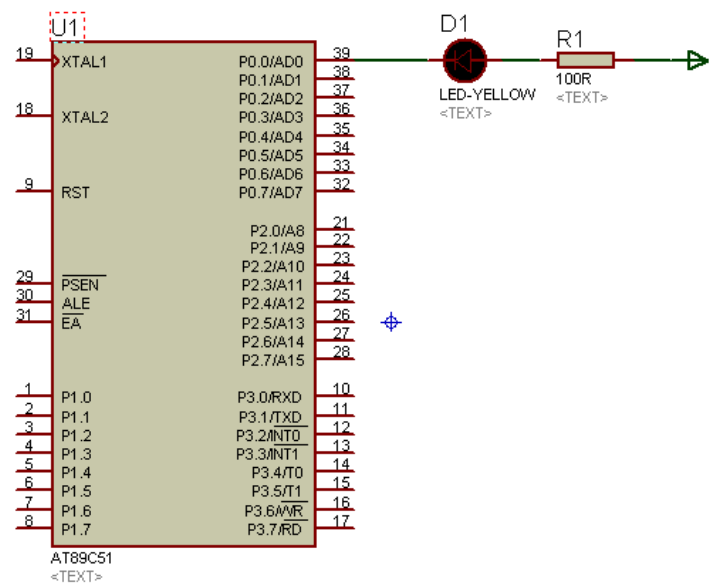 U1
19 XTAL1 P0.0/AD0 39
P0.1/AD1 38
P0.2/AD2 37
18 XTAL2 P0.3/AD3 36
P0.4/AD4 35
P0.5/AD5 34
P0.6/AD6 33
9 RST P0.7/AD7 32
P2.0/A8 21
P2.1/A9 22
P2.2/A10 23
29 PSEN P2.3/A11 24
30 ALE P2.4/A12 25
31 EA P2.5/A13 26
P2.6/A14 27
P2.7/A15 28
1 P1.0 P3.0/RXD 10
2 P1.1 P3.1/TXD 11
3 P1.2 P3.2/INT0 12
4 P1.3 P3.3/INT1 13
5 P1.4 P3.4/T0 14
6 P1.5 P3.5/T1 15
7 P1.6 P3.6/WR 16
8 P1.7 P3.7/RD 17
AT89C51
<TEXT>
D1
LED-YELLOW
<TEXT>
R1
100R
<TEXT>